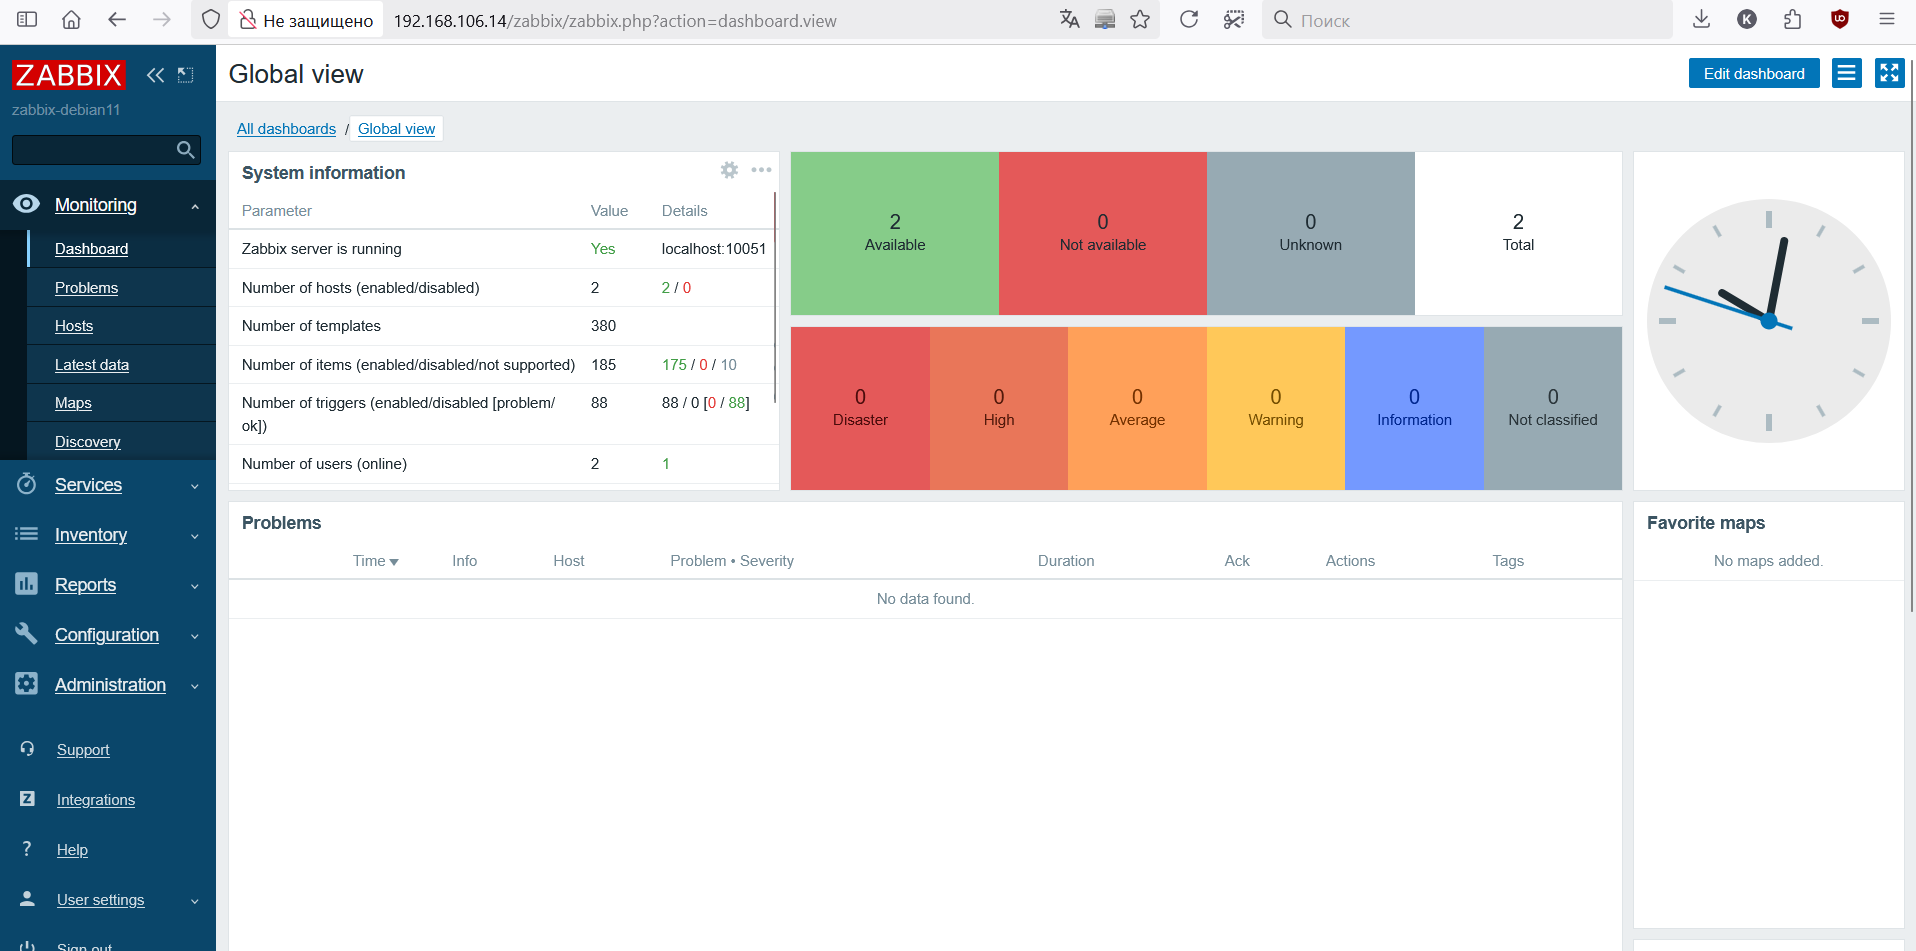 Не защищено
192.168.106.14/zabbix/zabbix.php?action=dashboard.view
Поиск
K
ZABBIX
zabbix-debian11
Monitoring
Dashboard
Problems
Hosts
Latest data
Maps
Discovery
Services
Inventory
Reports
Configuration
Administration
Support
Z
Integrations
?
Help
User settings
Sign out
Global view
Edit dashboard
All dashboards / Global view
System information
Parameter Value Details
Zabbix server is running Yes localhost:10051
Number of hosts (enabled/disabled) 2 2 / 0
Number of templates 380
Number of items (enabled/disabled/not supported) 185 175 / 0 / 10
Number of triggers (enabled/disabled [problem/ 88 88 / 0 [0 / 88]
ok])
Number of users (online) 2 1
2 0 0 2
Available Not available Unknown Total
0 0 0 0 0 0
Disaster High Average Warning Information Not classified
Problems
Time Info Host Problem • Severity Duration Ack Actions Tags
No data found.
Favorite maps
No maps added.